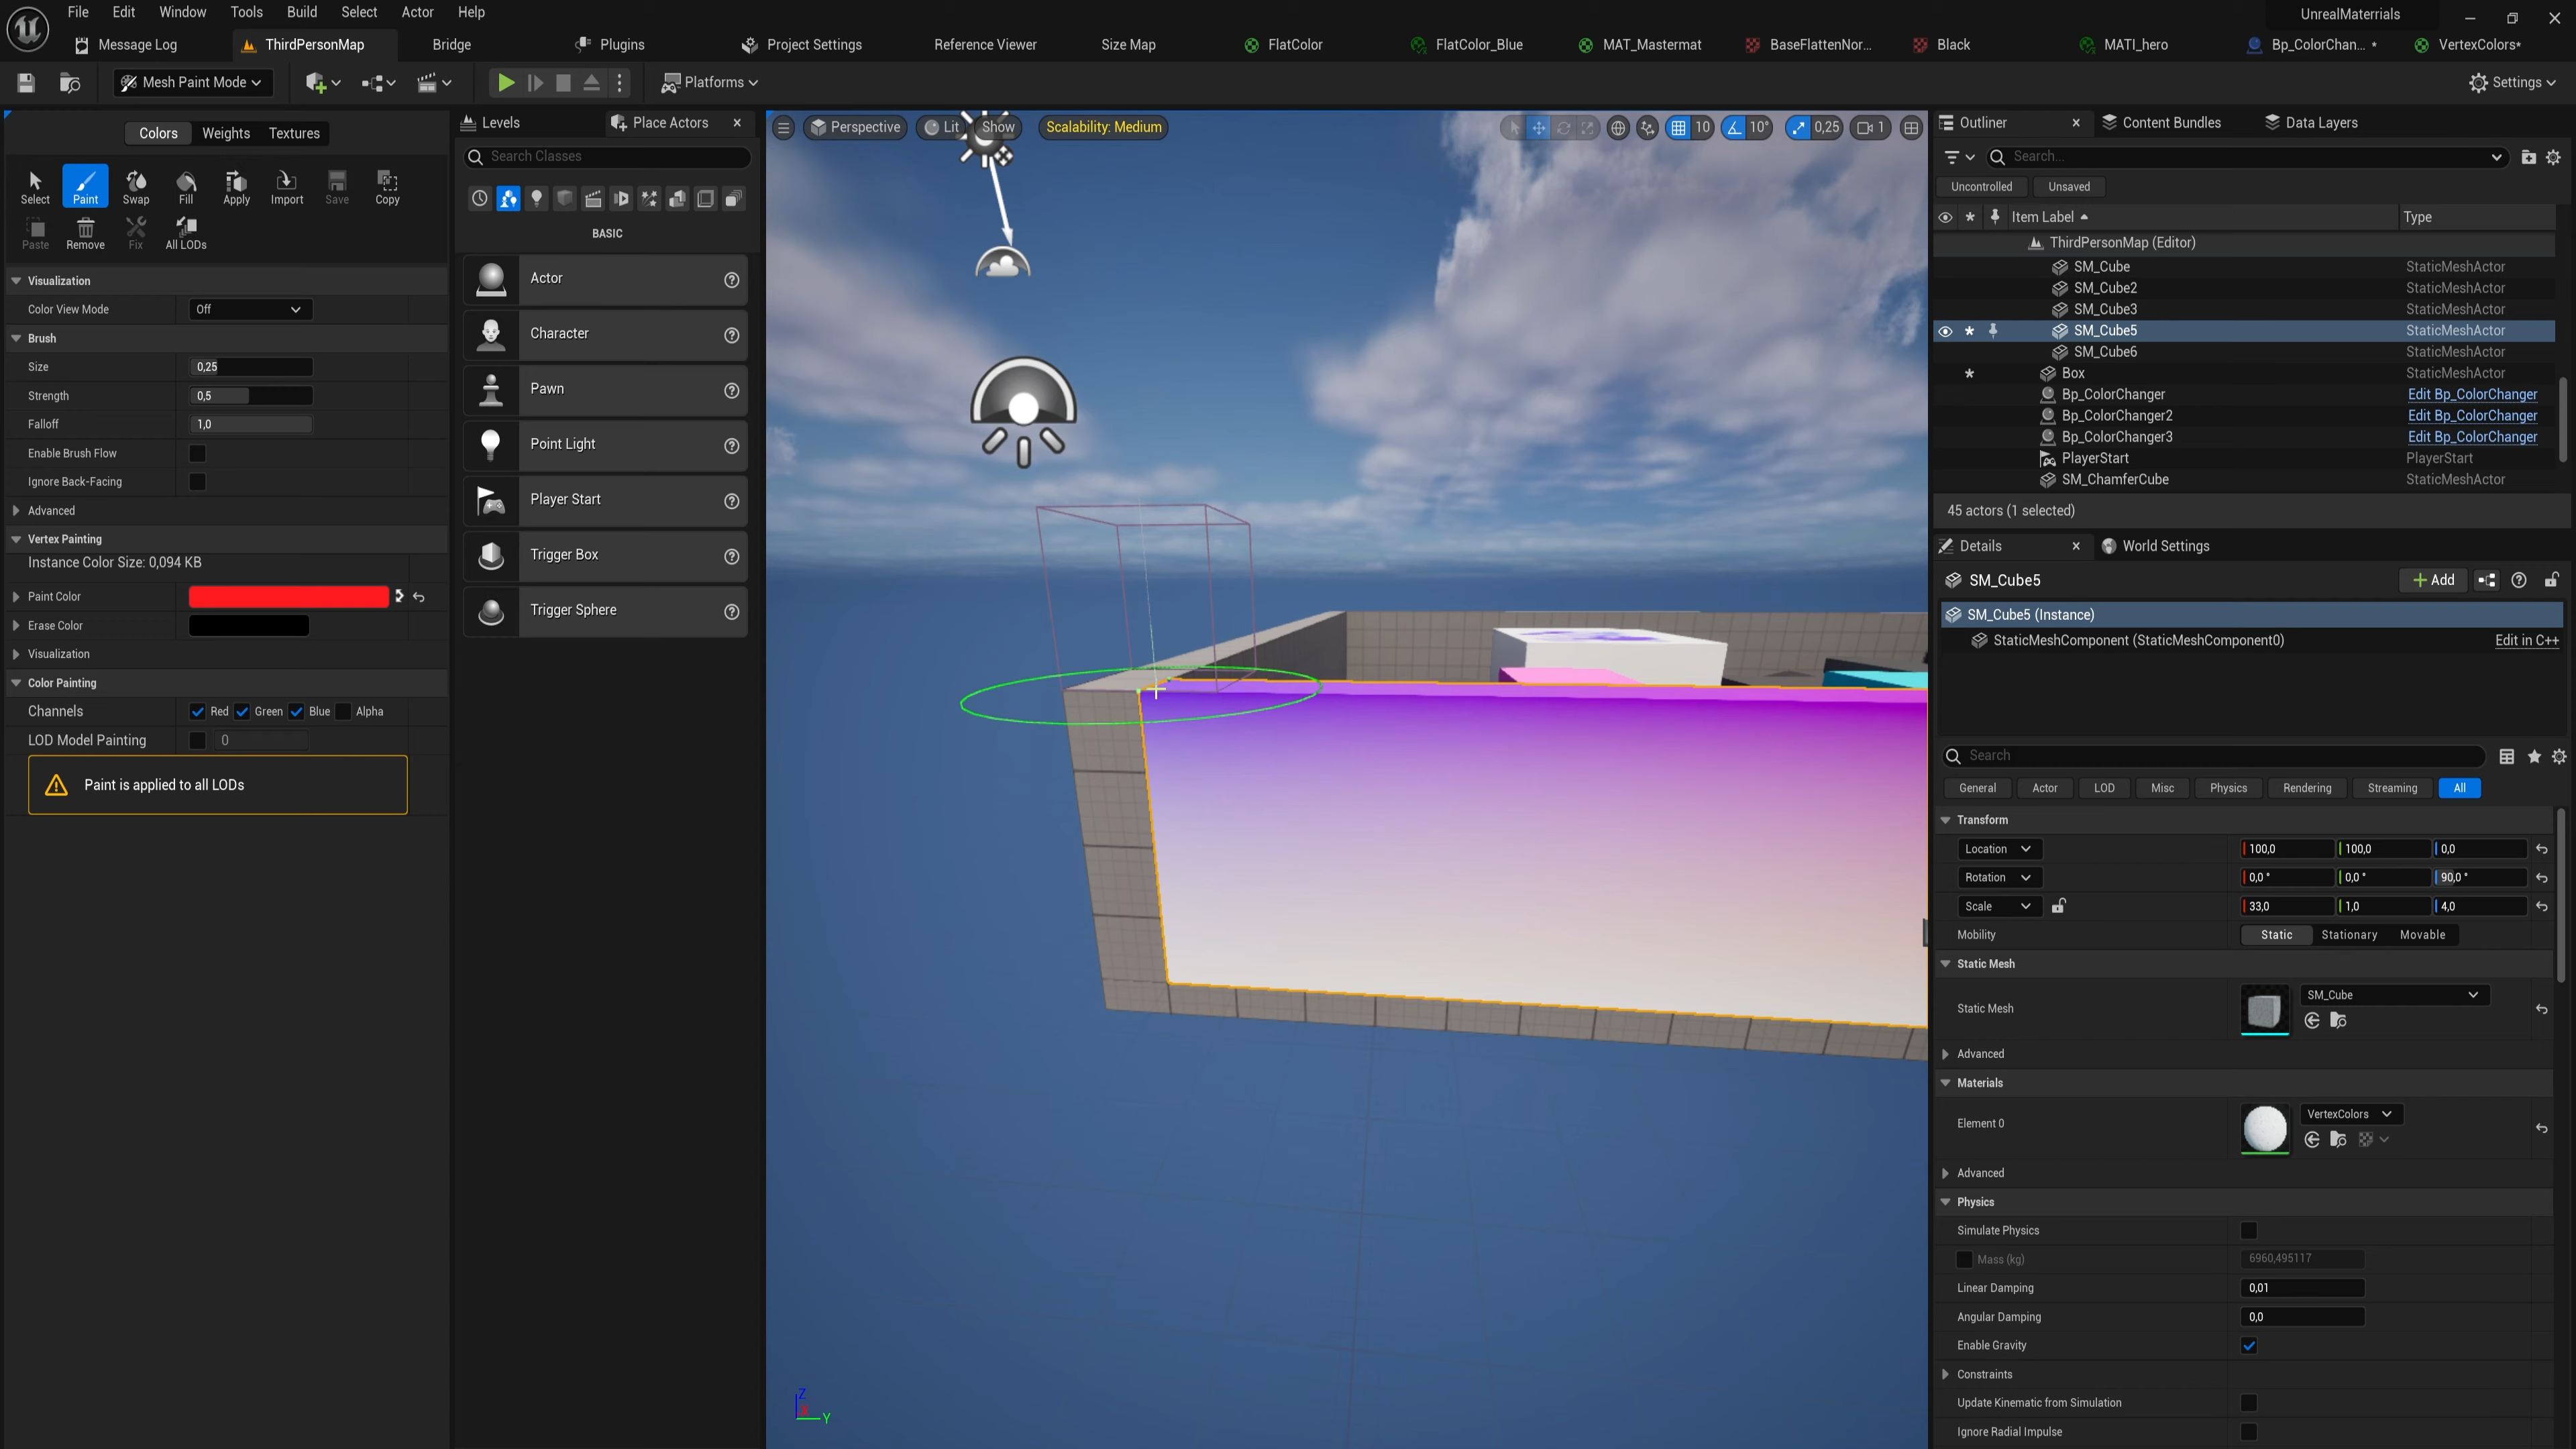 File Edit Window Tools Build Select Actor Help
UnrealMaterrials
Message Log ThirdPersonMap Bridge Plugins Project Settings Reference Viewer Size Map FlatColor FlatColor_Blue MAT_Mastermat BaseFlattenNor... Black MATI_hero Bp_ColorChan... * VertexColors*
Mesh Paint Mode Platforms Settings
Colors Weights Textures
Select Paint Swap Fill Apply Import Save Copy
Paste Remove Fix All LODs
Visualization
Color View Mode Off
Brush
Size 0,25
Strength 0,5
Falloff 1,0
Enable Brush Flow
Ignore Back-Facing
Advanced
Vertex Painting
Instance Color Size: 0,094 KB
Paint Color
Erase Color
Visualization
Color Painting
Channels Red Green Blue Alpha
LOD Model Painting 0
Paint is applied to all LODs
Levels Place Actors
Search Classes
BASIC
Actor
Character
Pawn
Point Light
Player Start
Trigger Box
Trigger Sphere
Perspective Lit Show Scalability: Medium 10 10° 0,25 1
Z
X
Y
Outliner Content Bundles Data Layers
Search...
Uncontrolled Unsaved
Item Label Type
ThirdPersonMap (Editor)
SM_Cube StaticMeshActor
SM_Cube2 StaticMeshActor
SM_Cube3 StaticMeshActor
SM_Cube5 StaticMeshActor
SM_Cube6 StaticMeshActor
Box StaticMeshActor
Bp_ColorChanger Edit Bp_ColorChanger
Bp_ColorChanger2 Edit Bp_ColorChanger
Bp_ColorChanger3 Edit Bp_ColorChanger
PlayerStart PlayerStart
SM_ChamferCube StaticMeshActor
45 actors (1 selected)
Details World Settings
SM_Cube5 Add
SM_Cube5 (Instance)
StaticMeshComponent (StaticMeshComponent0) Edit in C++
Search
General Actor LOD Misc Physics Rendering Streaming All
Transform
Location 100,0 100,0 0,0
Rotation 0,0 ° 0,0 ° 90,0 °
Scale 33,0 1,0 4,0
Mobility Static Stationary Movable
Static Mesh
Static Mesh SM_Cube
Advanced
Materials
Element 0 VertexColors
Advanced
Physics
Simulate Physics
Mass (kg) 6960,495117
Linear Damping 0,01
Angular Damping 0,0
Enable Gravity
Constraints
Update Kinematic from Simulation
Ignore Radial Impulse